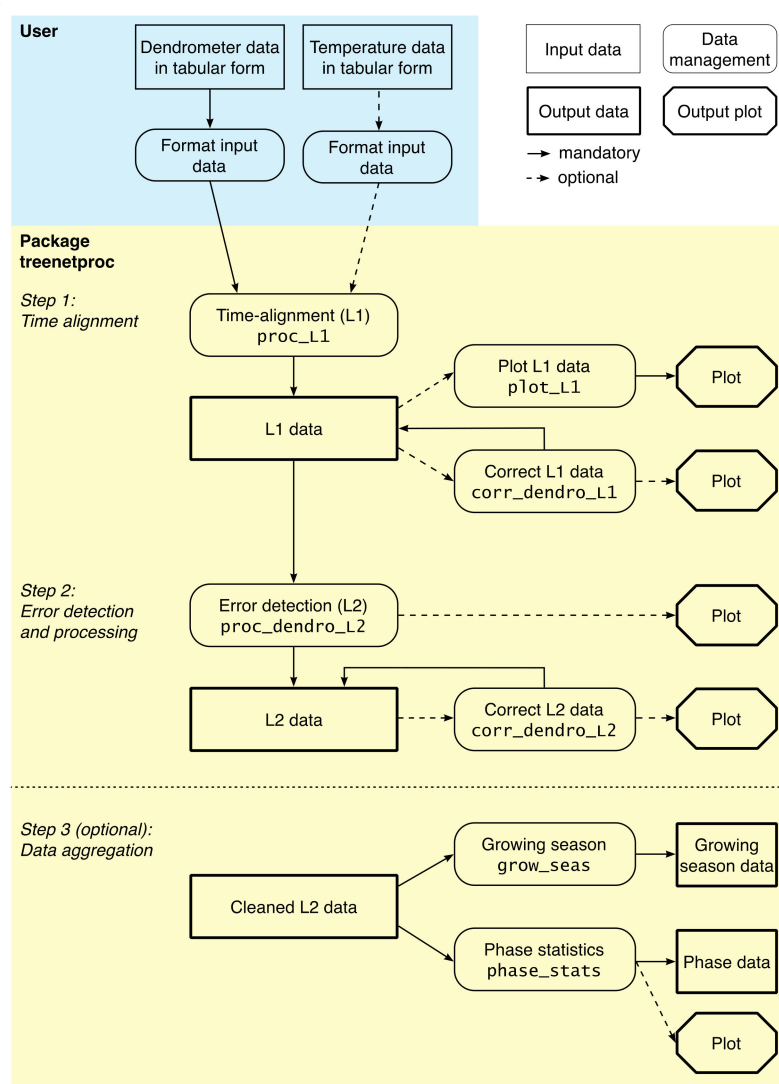 User
Dendrometer data
in tabular form
Temperature data
in tabular form
Format input
data
Format input
data
Input data
Data
management
Output data
Output plot
mandatory
optional
Package
treenetproc
Step 1:
Time alignment
Time-alignment (L1)
proc_L1
Plot L1 data
plot_L1
Plot
L1 data
Correct L1 data
corr_dendro_L1
Plot
Step 2:
Error detection
and processing
Error detection (L2)
proc_dendro_L2
Plot
L2 data
Correct L2 data
corr_dendro_L2
Plot
Step 3 (optional):
Data aggregation
Growing season
grow_seas
Growing
season data
Cleaned L2 data
Phase statistics
phase_stats
Phase data
Plot